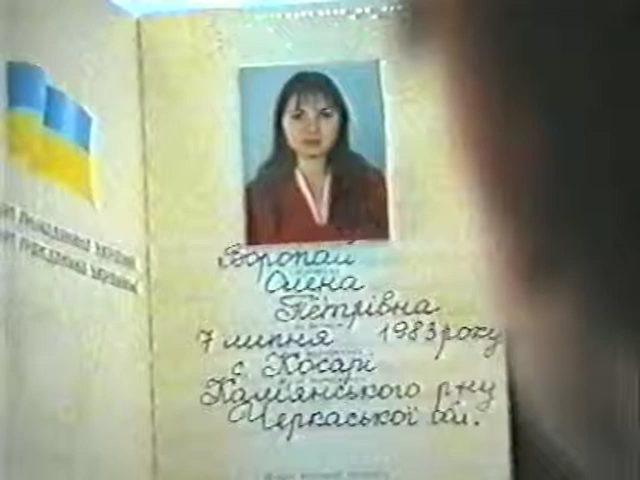 Воропай
Олена
Петрівна
7 липня 1983 року
с. Косарі
Кам'янського р-ну
Черкаської обл.